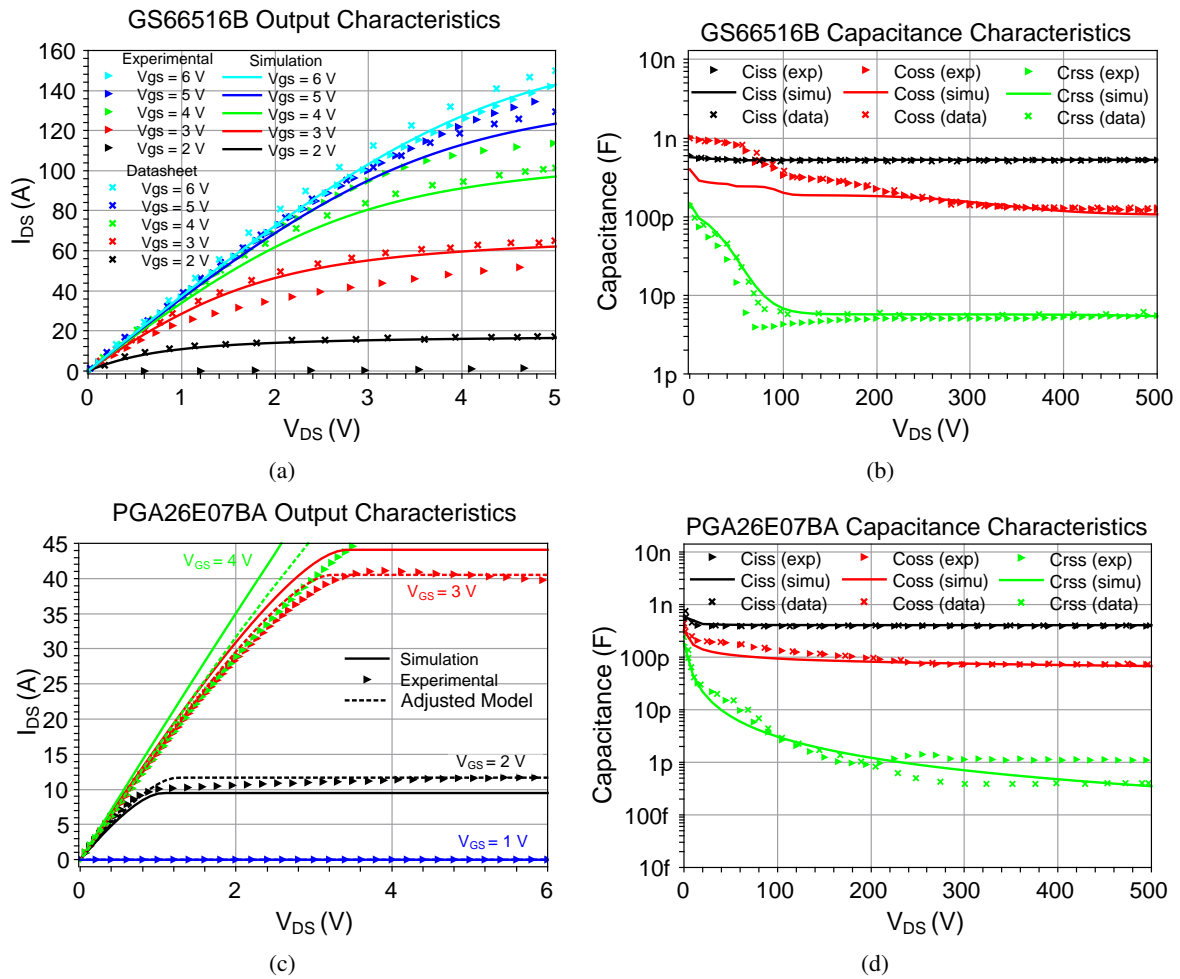 GS66516B Output Characteristics
160
140
120
100
80
60
40
20
0
I_DS (A)
Experimental
Vgs = 6 V
Vgs = 5 V
Vgs = 4 V
Vgs = 3 V
Vgs = 2 V
Simulation
Vgs = 6 V
Vgs = 5 V
Vgs = 4 V
Vgs = 3 V
Vgs = 2 V
Datasheet
Vgs = 6 V
Vgs = 5 V
Vgs = 4 V
Vgs = 3 V
Vgs = 2 V
0 1 2 3 4 5
V_DS (V)
(a)
GS66516B Capacitance Characteristics
10n
1n
100p
10p
1p
Capacitance (F)
Ciss (exp) Coss (exp) Crss (exp)
Ciss (simu) Coss (simu) Crss (simu)
Ciss (data) Coss (data) Crss (data)
0 100 200 300 400 500
V_DS (V)
(b)
PGA26E07BA Output Characteristics
45
40
35
30
25
20
15
10
5
0
I_DS (A)
V_GS = 4 V
V_GS = 3 V
Simulation
Experimental
Adjusted Model
V_GS = 2 V
V_GS = 1 V
0 2 4 6
V_DS (V)
(c)
PGA26E07BA Capacitance Characteristics
10n
1n
100p
10p
1p
100f
10f
Capacitance (F)
Ciss (exp) Coss (exp) Crss (exp)
Ciss (simu) Coss (simu) Crss (simu)
Ciss (data) Coss (data) Crss (data)
0 100 200 300 400 500
V_DS (V)
(d)